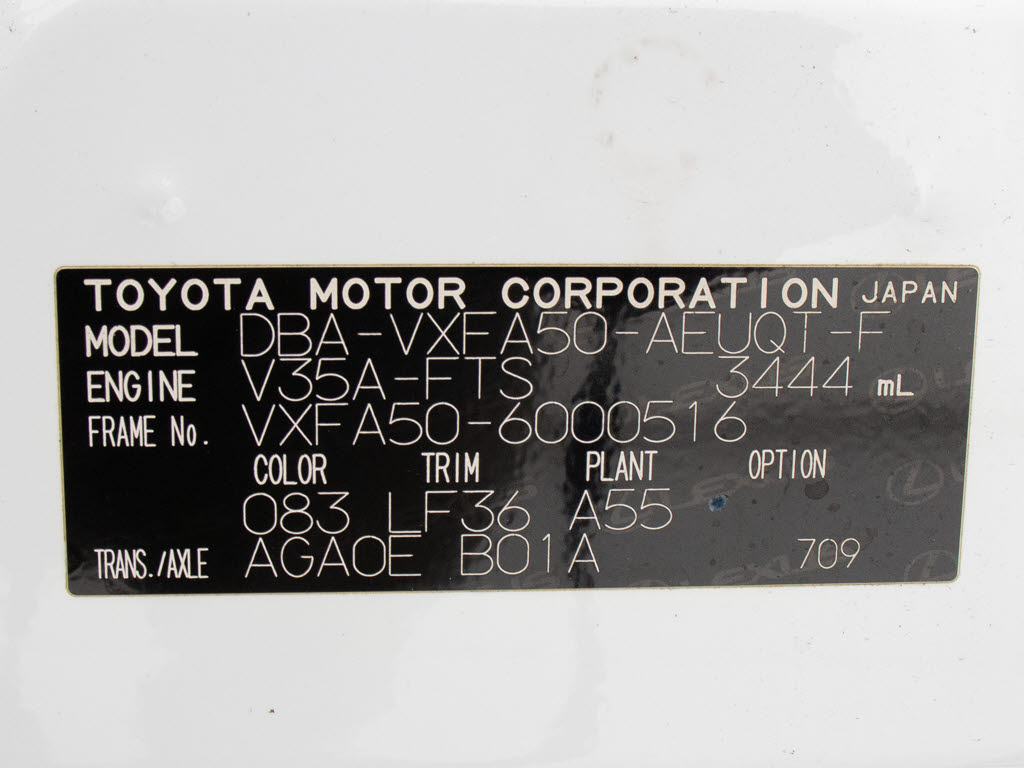 TOYOTA MOTOR CORPORATION JAPAN
MODEL DBA-VXFA50-AEUQT-F
ENGINE V35A-FTS 3444 mL
FRAME No. VXFA50-6000516
COLOR TRIM PLANT OPTION
083 LF36 A55
TRANS./AXLE AGA0E B01A 709